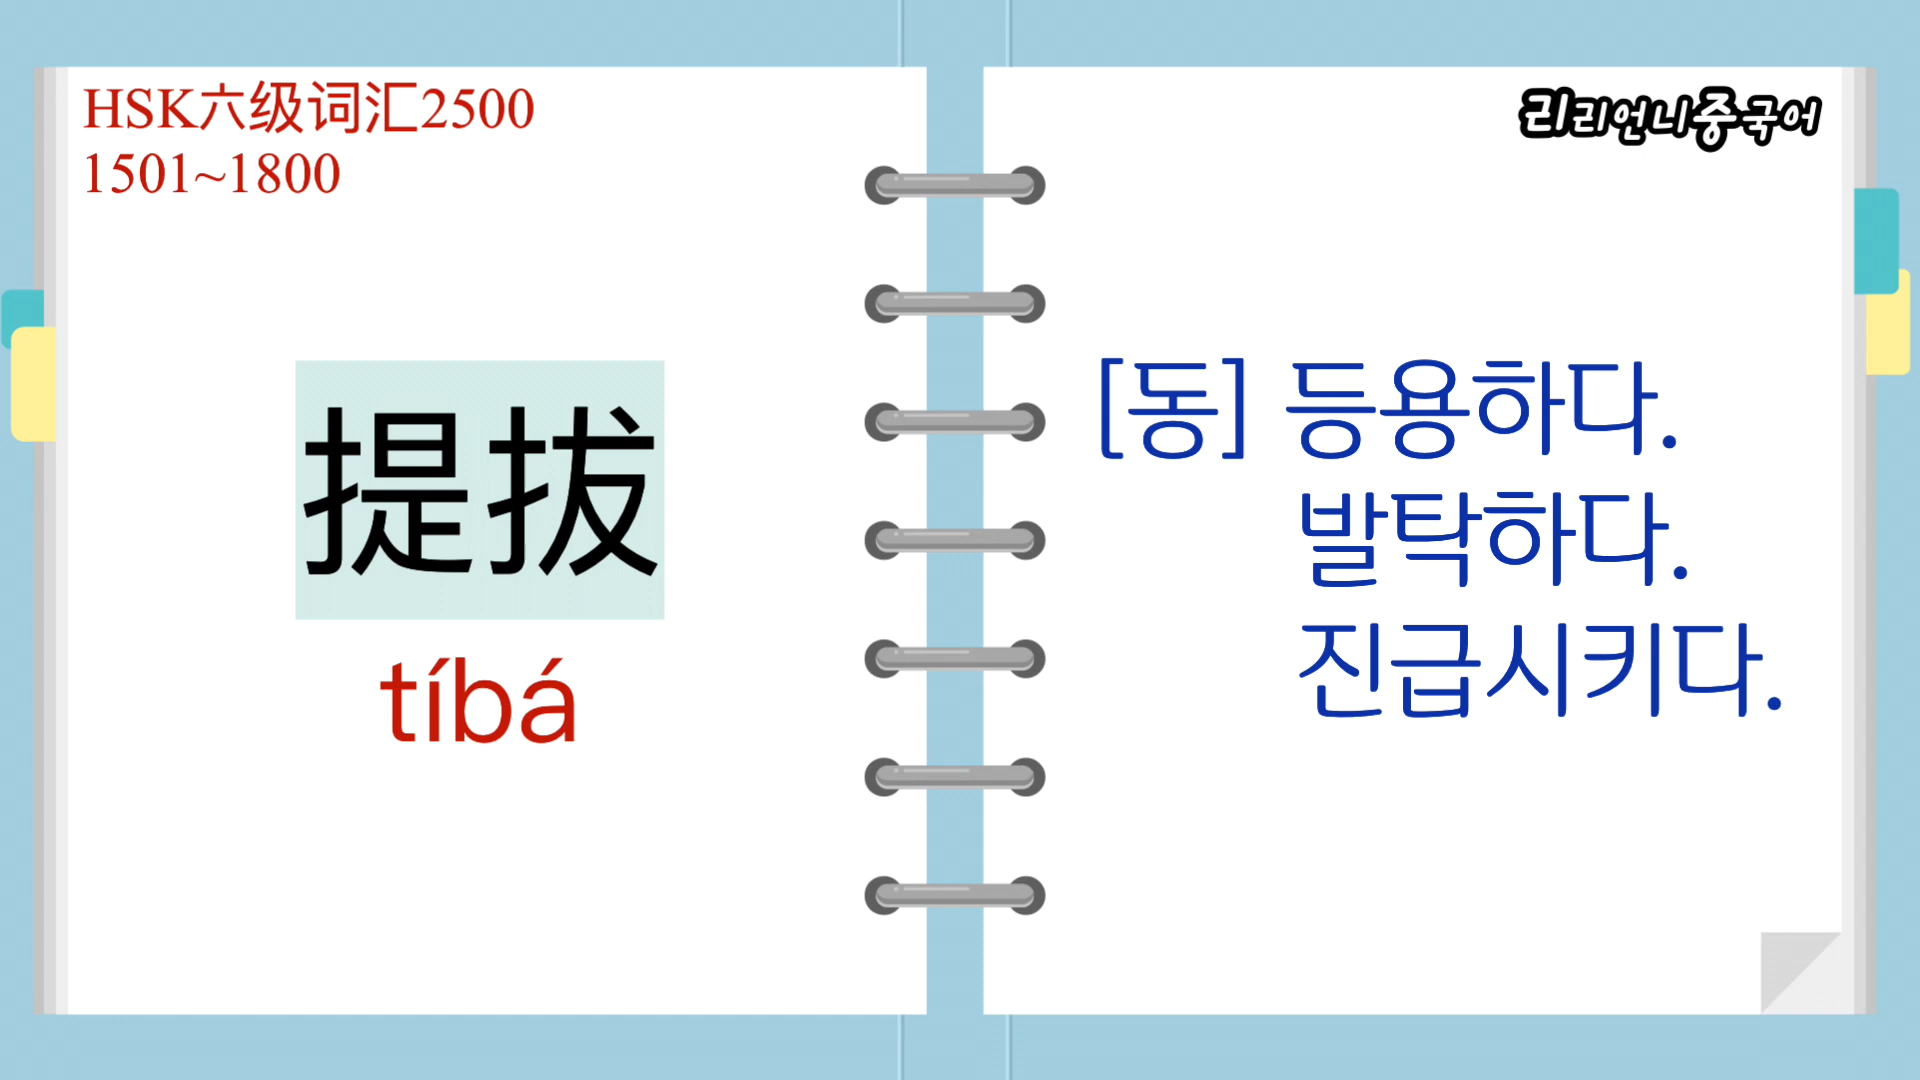 HSK六级词汇2500
1501~1800
提拔
tíbá
리리언니중국어
[동] 등용하다.
발탁하다.
진급시키다.